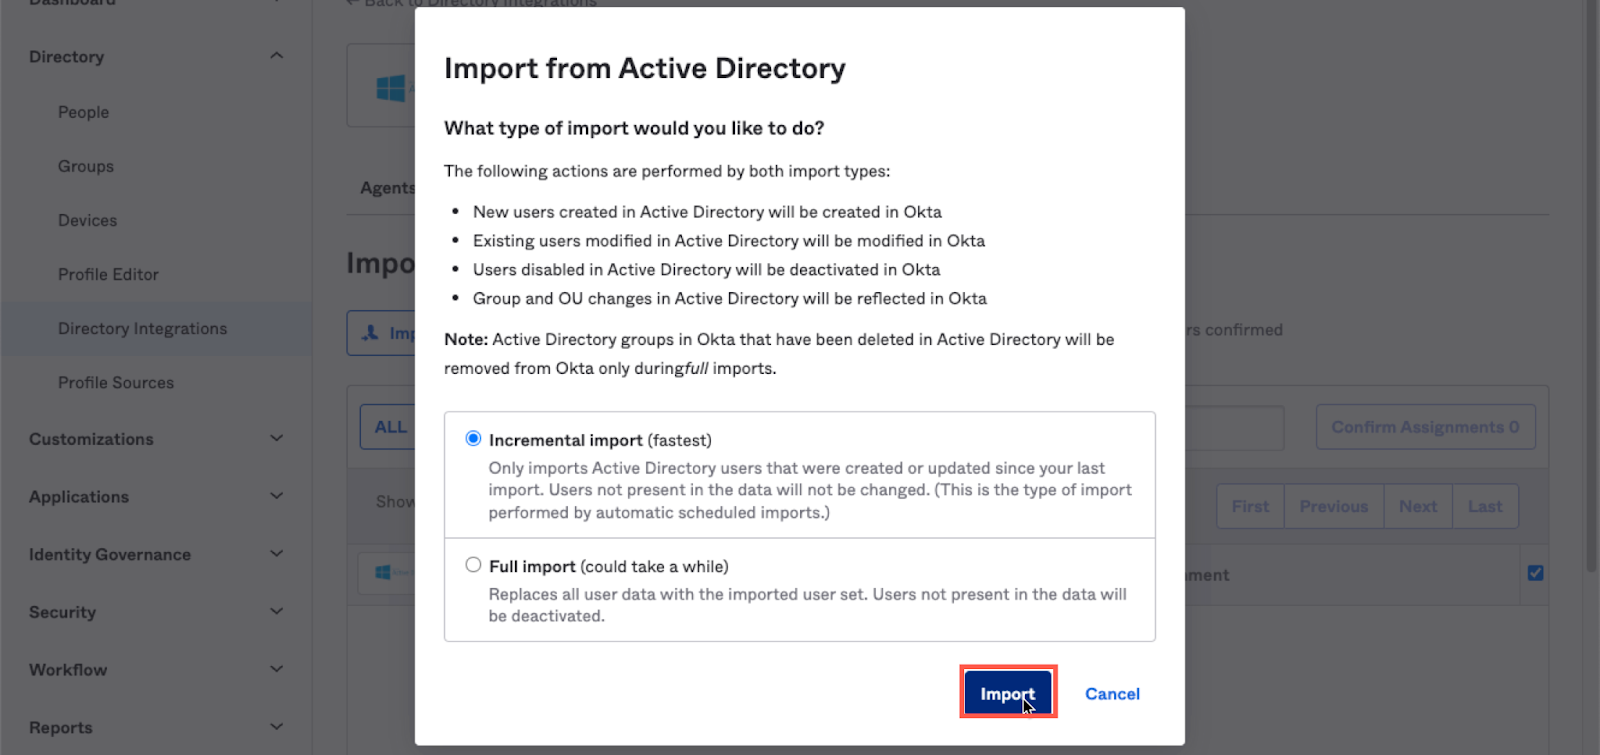 Dashboard
Back to Directory Integrations
Directory
People
Groups
Devices
Profile Editor
Directory Integrations
Profile Sources
Customizations
Applications
Identity Governance
Security
Workflow
Reports
Agents
Impo
Imp
rs confirmed
ALL
Confirm Assignments 0
Show
First
Previous
Next
Last
nment
Import from Active Directory
What type of import would you like to do?
The following actions are performed by both import types:
• New users created in Active Directory will be created in Okta
• Existing users modified in Active Directory will be modified in Okta
• Users disabled in Active Directory will be deactivated in Okta
• Group and OU changes in Active Directory will be reflected in Okta
Note: Active Directory groups in Okta that have been deleted in Active Directory will be
removed from Okta only duringfull imports.
Incremental import (fastest)
Only imports Active Directory users that were created or updated since your last
import. Users not present in the data will not be changed. (This is the type of import
performed by automatic scheduled imports.)
Full import (could take a while)
Replaces all user data with the imported user set. Users not present in the data will
be deactivated.
Import
Cancel